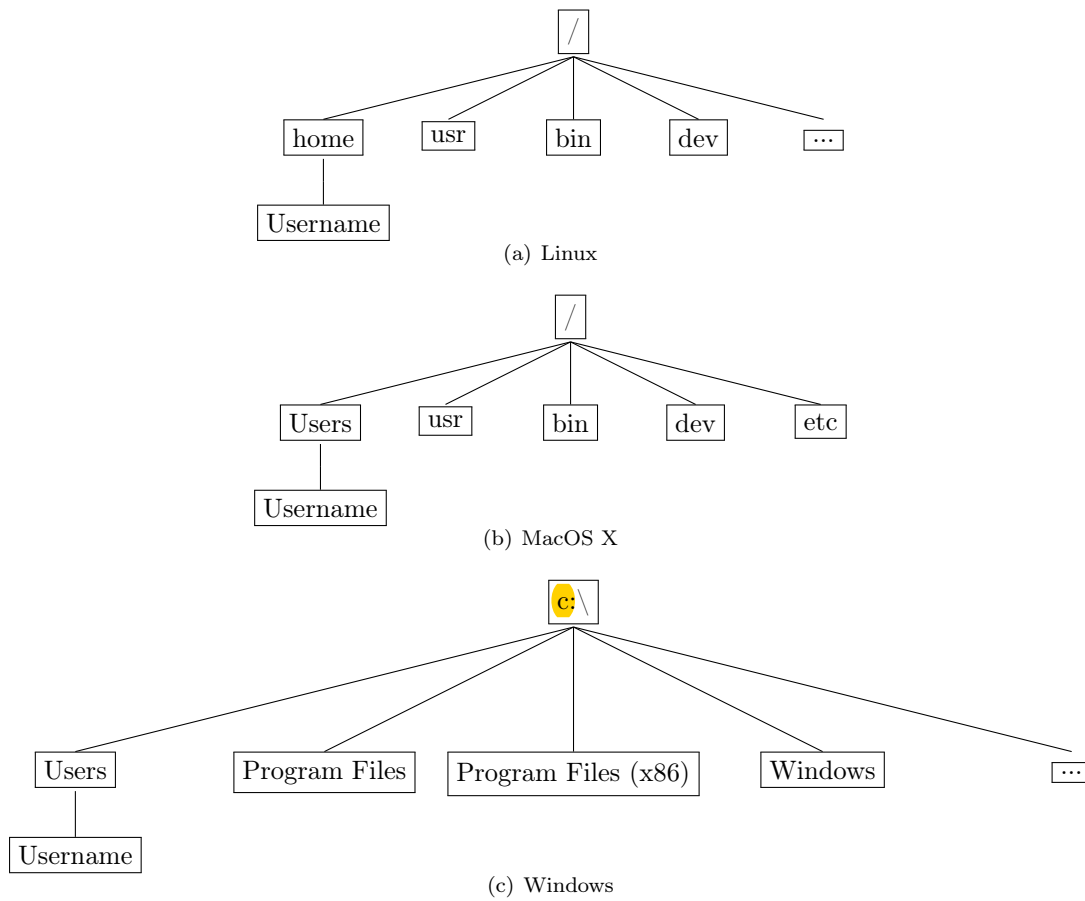 /
home usr bin dev ...
Username
(a) Linux
/
Users usr bin dev etc
Username
(b) MacOS X
c:\
Users Program Files Program Files (x86) Windows ...
Username
(c) Windows